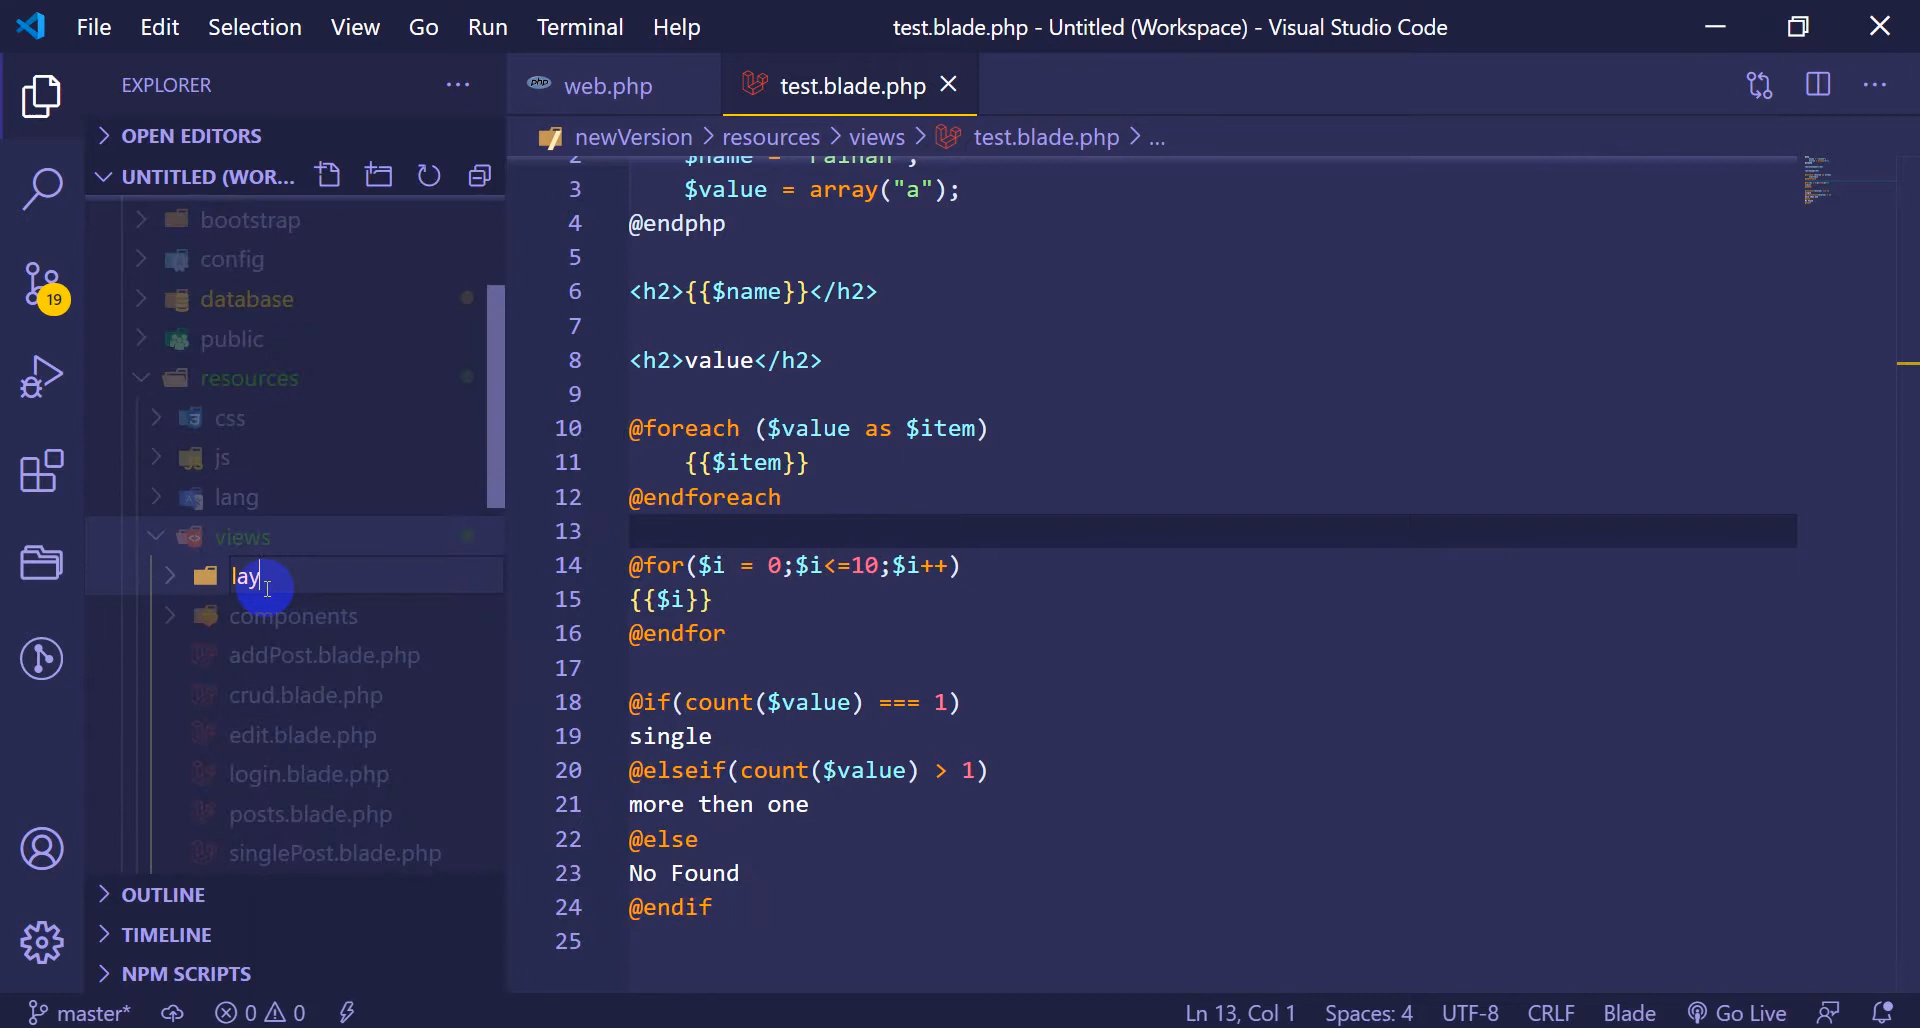 File Edit Selection View Go Run Terminal Help test.blade.php - Untitled (Workspace) - Visual Studio Code
EXPLORER
php web.php test.blade.php
OPEN EDITORS
newVersion > resources > views > test.blade.php > ...
UNTITLED (WOR...
2 $name =
3 $value = array("a");
bootstrap
4 @endphp
config
5
database
6 <h2>{{$name}}</h2>
19
public
7
8 <h2>value</h2>
resources
9
css
10 @foreach ($value as $item)
js
11 {{$item}}
lang
12 @endforeach
views
13
lay
14 @for($i = 0;$i<=10;$i++)
components
15 {{$i}}
16 @endfor
addPost.blade.php
17
crud.blade.php
18 @if(count($value) === 1)
edit.blade.php
19 single
login.blade.php
20 @elseif(count($value) > 1)
posts.blade.php
21 more then one
singlePost.blade.php
22 @else
OUTLINE
23 No Found
TIMELINE
24 @endif
NPM SCRIPTS
25
master* 0 0 Ln 13, Col 1 Spaces: 4 UTF-8 CRLF Blade Go Live